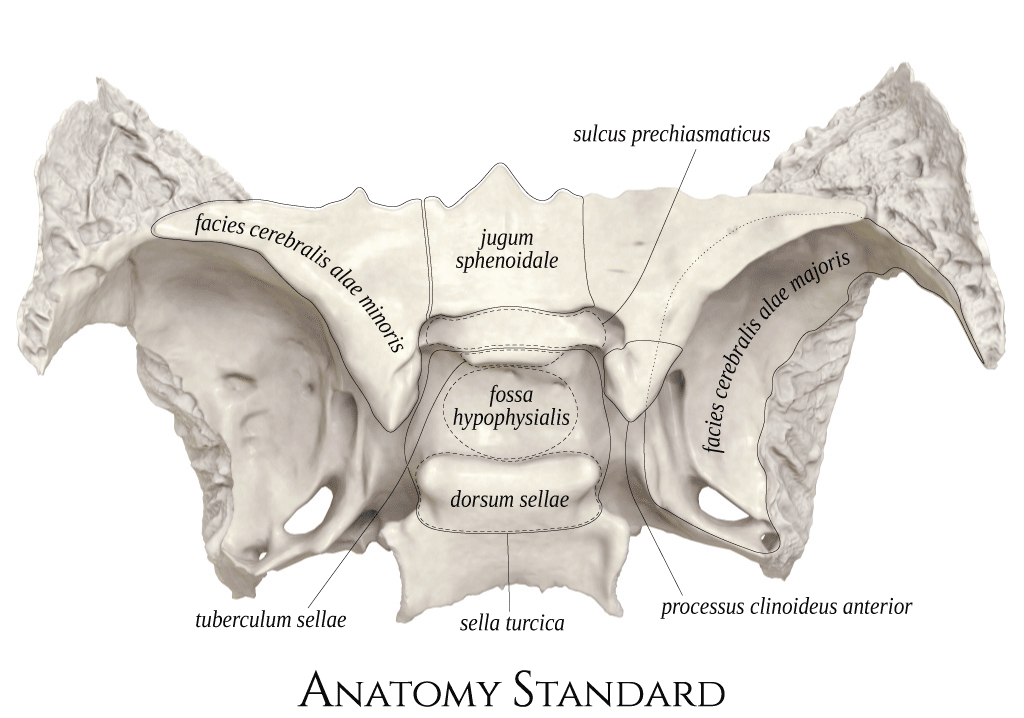 sulcus prechiasmaticus
facies cerebralis alae minoris
jugum
sphenoidale
facies cerebralis alae majoris
fossa
hypophysialis
dorsum sellae
processus clinoideus anterior
tuberculum sellae
sella turcica
ANATOMY STANDARD